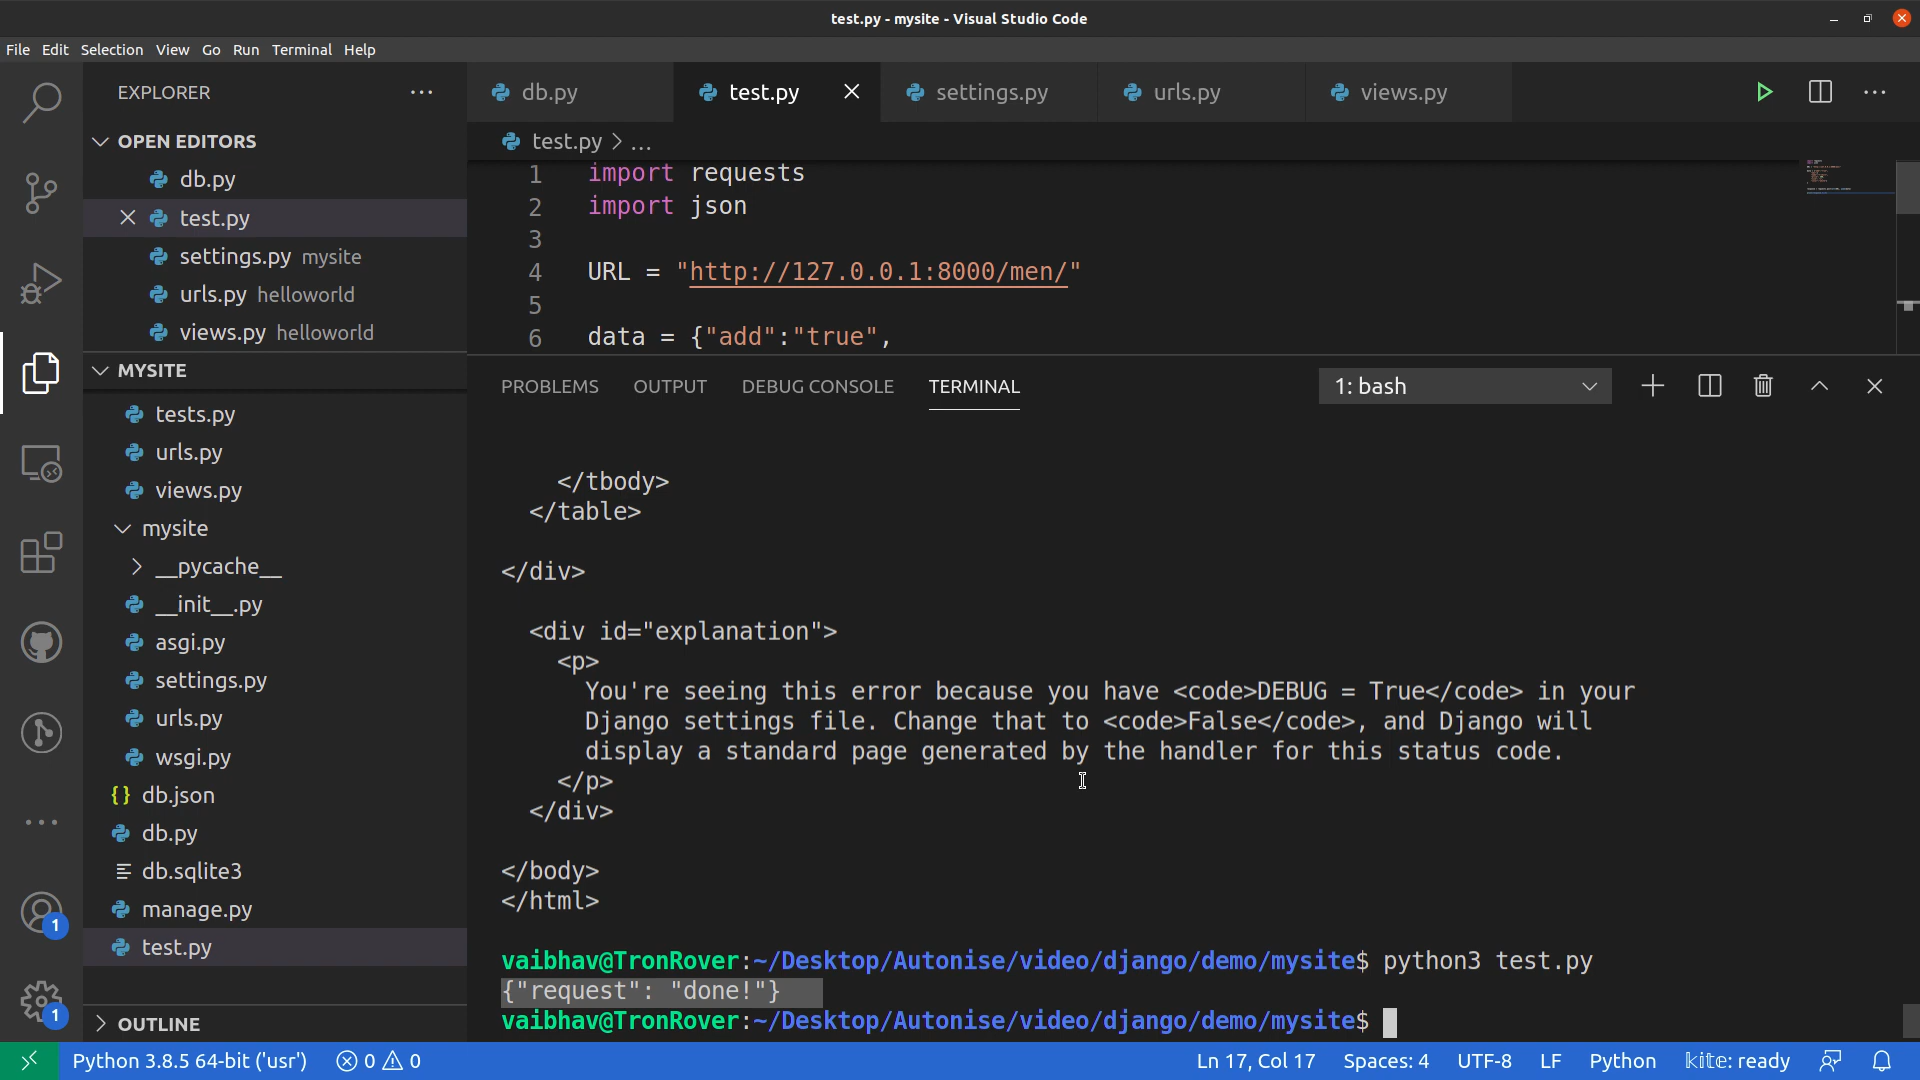 test.py - mysite - Visual Studio Code
File Edit Selection View Go Run Terminal Help
EXPLORER
OPEN EDITORS
db.py
test.py
settings.py mysite
urls.py helloworld
views.py helloworld
MYSITE
tests.py
urls.py
views.py
mysite
__pycache__
__init__.py
asgi.py
settings.py
urls.py
wsgi.py
{} db.json
db.py
db.sqlite3
manage.py
test.py
OUTLINE
1
1
db.py test.py settings.py urls.py views.py
test.py > ...
1 import requests
2 import json
3
4 URL = "http://127.0.0.1:8000/men/"
5
6 data = {"add":"true",
PROBLEMS OUTPUT DEBUG CONSOLE TERMINAL 1: bash
</tbody>
</table>
</div>
<div id="explanation">
<p>
You're seeing this error because you have <code>DEBUG = True</code> in your
Django settings file. Change that to <code>False</code>, and Django will
display a standard page generated by the handler for this status code.
</p>
</div>
</body>
</html>
vaibhav@TronRover:~/Desktop/Autonise/video/django/demo/mysite$ python3 test.py
{"request": "done!"}
vaibhav@TronRover:~/Desktop/Autonise/video/django/demo/mysite$
Python 3.8.5 64-bit ('usr') 0 0 Ln 17, Col 17 Spaces: 4 UTF-8 LF Python kite: ready